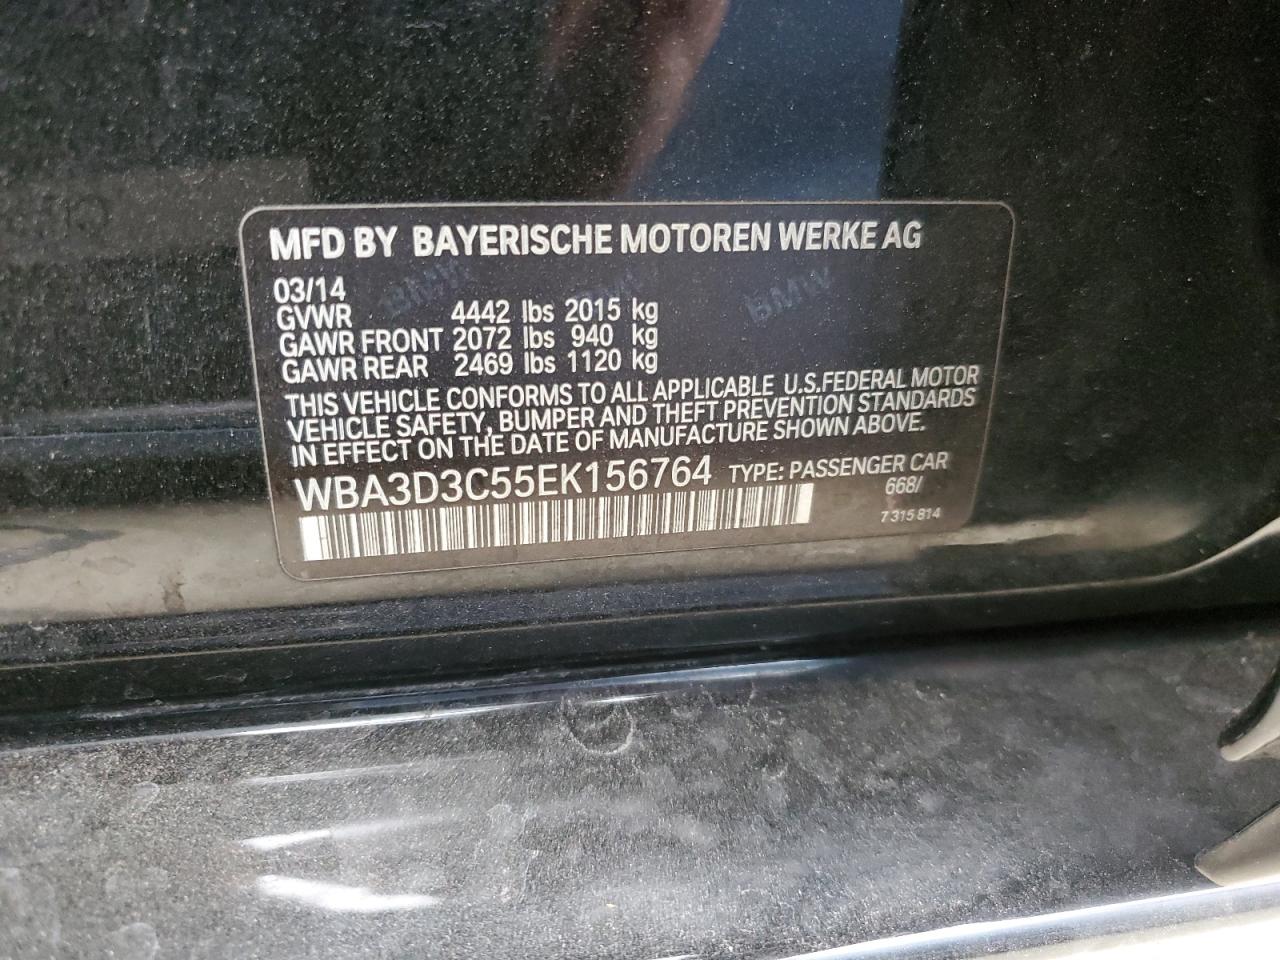 MFD BY BAYERISCHE MOTOREN WERKE AG
03/14
GVWR 4442 lbs 2015 kg
GAWR FRONT 2072 lbs 940 kg
GAWR REAR 2469 lbs 1120 kg
THIS VEHICLE CONFORMS TO ALL APPLICABLE U.S.FEDERAL MOTOR
VEHICLE SAFETY, BUMPER AND THEFT PREVENTION STANDARDS
IN EFFECT ON THE DATE OF MANUFACTURE SHOWN ABOVE.
WBA3D3C55EK156764 TYPE: PASSENGER CAR
668/
7 315 814
BMW
BMW